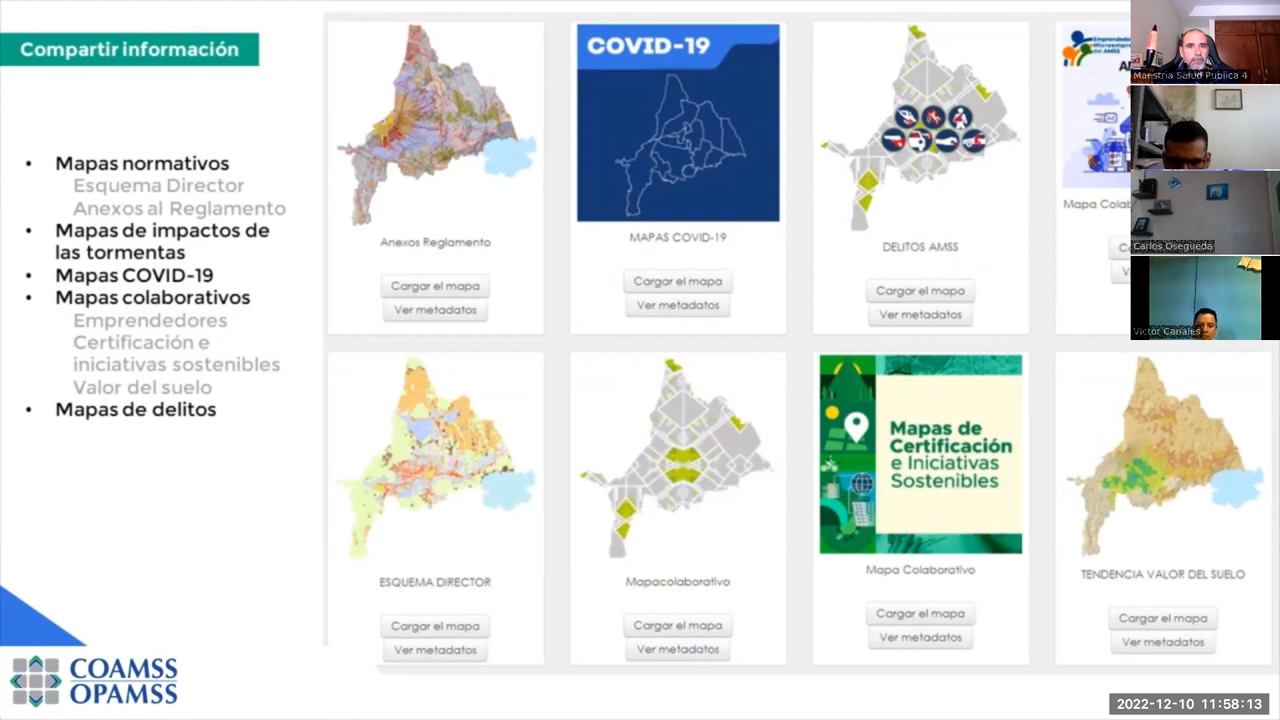 Compartir información
• Mapas normativos
Esquema Director
Anexos al Reglamento
• Mapas de impactos de
las tormentas
• Mapas COVID-19
• Mapas colaborativos
Emprendedores
Certificación e
iniciativas sostenibles
Valor del suelo
• Mapas de delitos
COAMSS
OPAMSS
Anexos Reglamento
Cargar el mapa
Ver metadatos
COVID-19
MAPAS COVID-19
Cargar el mapa
Ver metadatos
DELITOS AMSS
Cargar el mapa
Ver metadatos
del AMSS
Mapa Colab
ESQUEMA DIRECTOR
Cargar el mapa
Ver metadatos
Mapacolaborativo
Cargar el mapa
Ver metadatos
Mapas de
Certificación
e Iniciativas
Sostenibles
Mapa Colaborativo
Cargar el mapa
Ver metadatos
TENDENCIA VALOR DEL SUELO
Cargar el mapa
Ver metadatos
Maestria Salud Publica 4
Carlos Osegueda
Victor Canales
2022-12-10 11:58:13